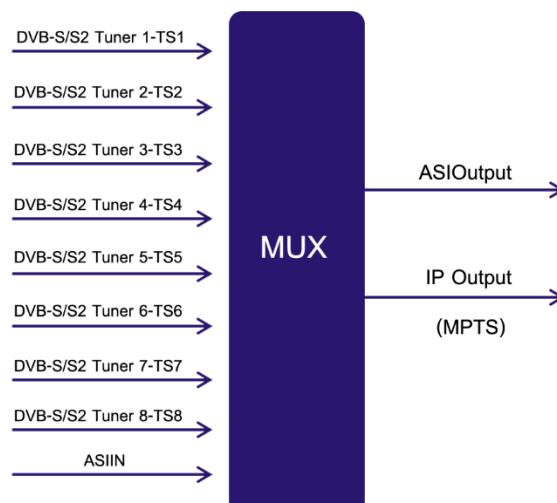 DVB-S/S2 Tuner 1-TS1
DVB-S/S2 Tuner 2-TS2
DVB-S/S2 Tuner 3-TS3
DVB-S/S2 Tuner 4-TS4
DVB-S/S2 Tuner 5-TS5
DVB-S/S2 Tuner 6-TS6
DVB-S/S2 Tuner 7-TS7
DVB-S/S2 Tuner 8-TS8
ASIIN
MUX
ASIOutput
IP Output
(MPTS)